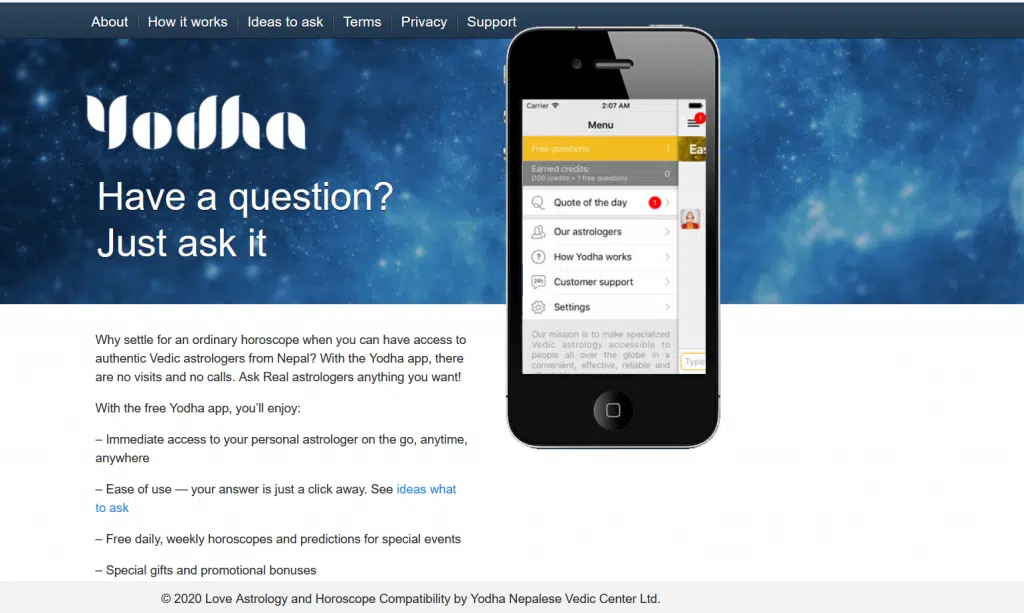 About
How it works
Ideas to ask
Terms
Privacy
Support
Yodha
Have a question?
Just ask it
Carrier
2:07 AM
Menu
1
Free questions 1
Eas
Earned credits: 0
(100 credits = 1 free question)
Quote of the day 1
Our astrologers
How Yodha works
24h Customer support
Settings
Our mission is to make specialized
Vedic astrology accessible to
people all over the globe in a
convenient, effective, reliable and
Type
Why settle for an ordinary horoscope when you can have access to
authentic Vedic astrologers from Nepal? With the Yodha app, there
are no visits and no calls. Ask Real astrologers anything you want!
With the free Yodha app, you’ll enjoy:
– Immediate access to your personal astrologer on the go, anytime,
anywhere
– Ease of use — your answer is just a click away. See ideas what
to ask
– Free daily, weekly horoscopes and predictions for special events
– Special gifts and promotional bonuses
© 2020 Love Astrology and Horoscope Compatibility by Yodha Nepalese Vedic Center Ltd.